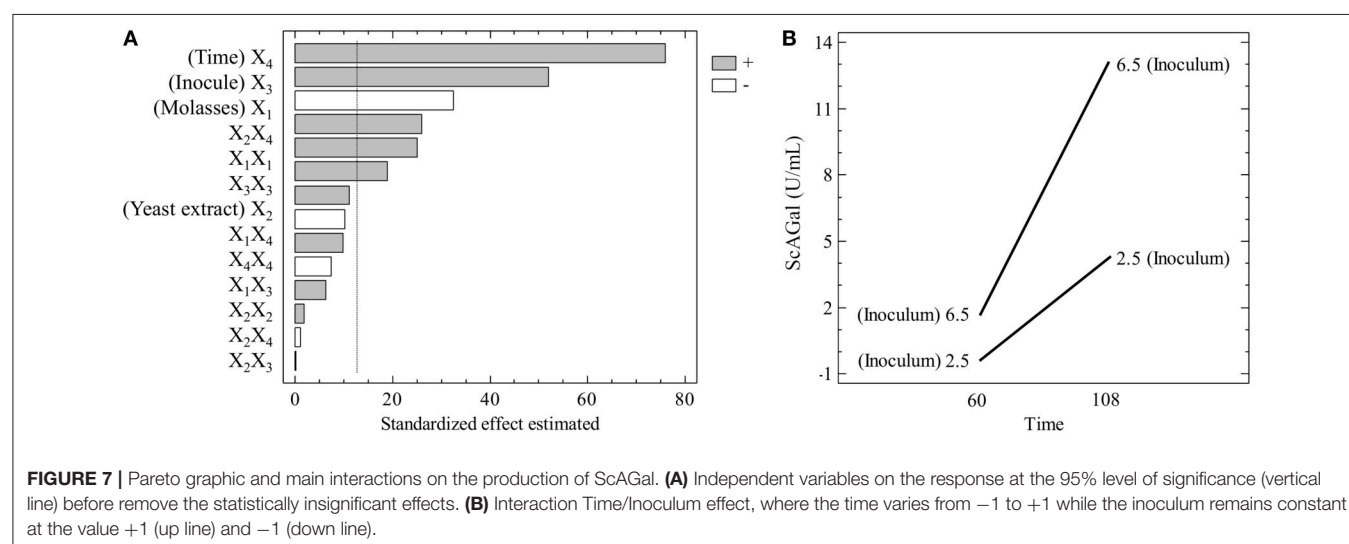 A
(Time) X4
(Inocule) X3
(Molasses) X1
X2X4
X1X1
X3X3
(Yeast extract) X2
X1X4
X4X4
X1X3
X2X2
X2X4
X2X3
0 20 40 60 80
Standardized effect estimated
+
-
B
14
11
8
5
2
-1
ScAGal (U/mL)
6.5 (Inoculum)
2.5 (Inoculum)
(Inoculum) 6.5
(Inoculum) 2.5
60 108
Time
FIGURE 7 | Pareto graphic and main interactions on the production of ScAGal. (A) Independent variables on the response at the 95% level of significance (vertical
line) before remove the statistically insignificant effects. (B) Interaction Time/Inoculum effect, where the time varies from −1 to +1 while the inoculum remains constant
at the value +1 (up line) and −1 (down line).